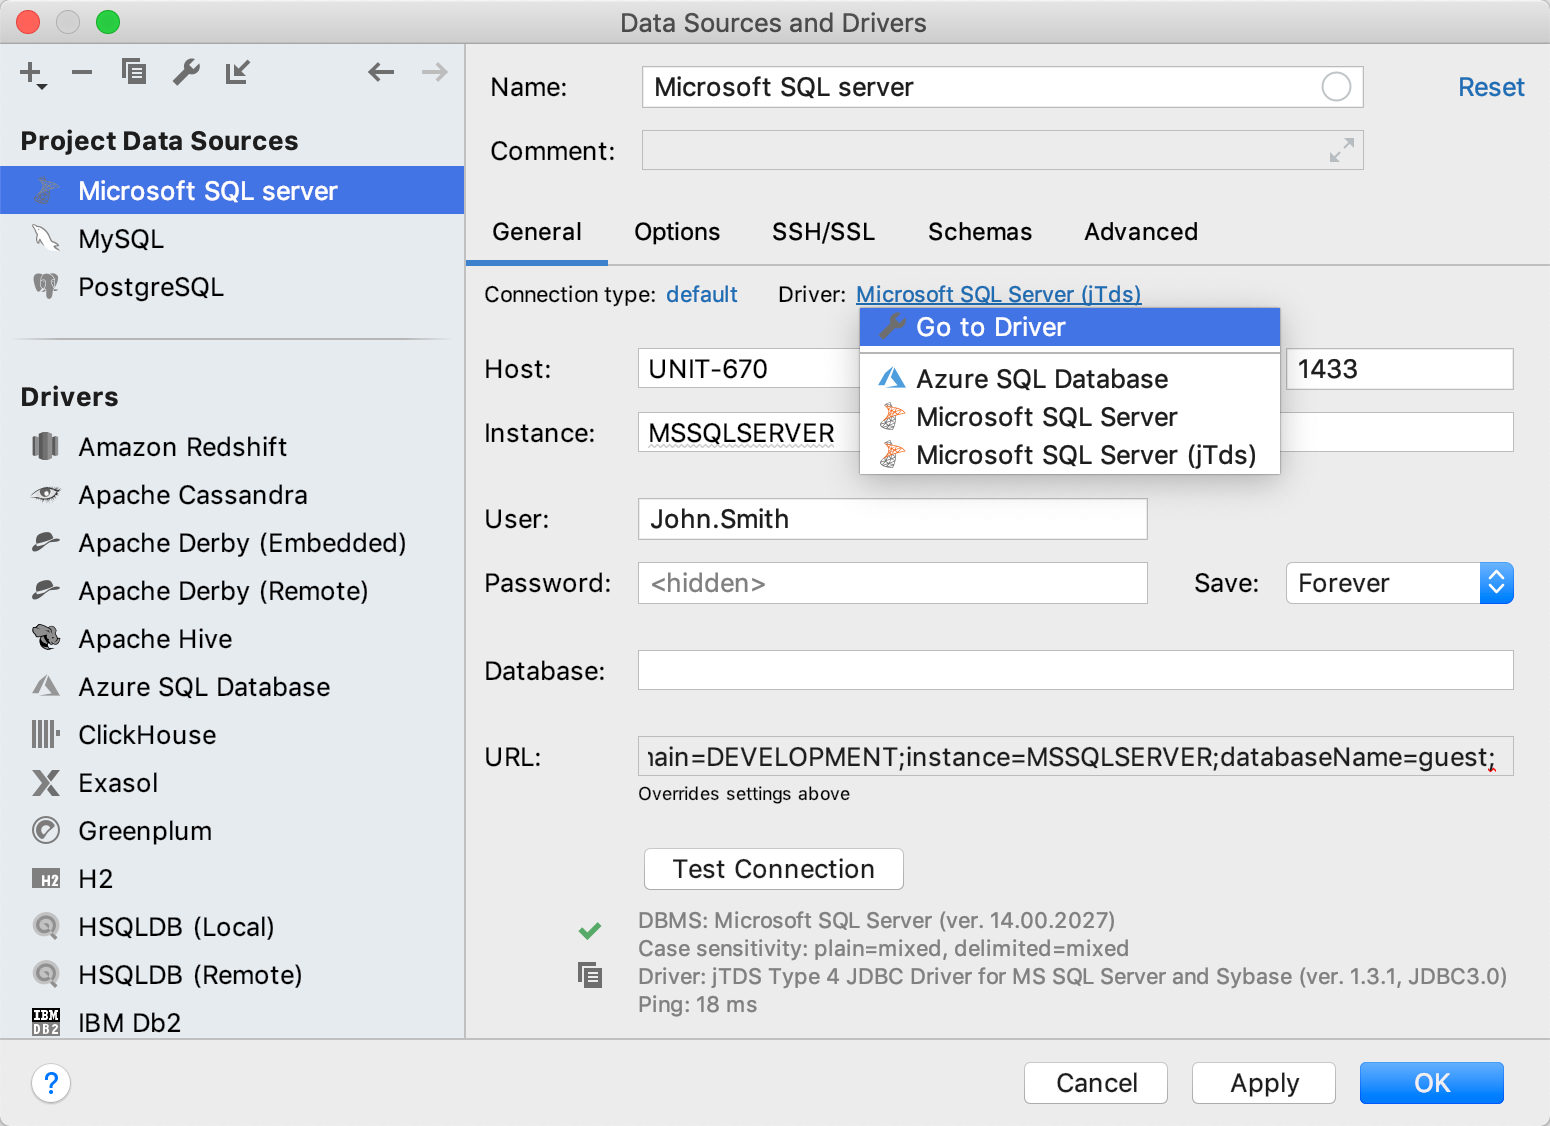 Data Sources and Drivers
Project Data Sources
Microsoft SQL server
MySQL
PostgreSQL
Drivers
Amazon Redshift
Apache Cassandra
Apache Derby (Embedded)
Apache Derby (Remote)
Apache Hive
Azure SQL Database
ClickHouse
Exasol
Greenplum
H2 H2
HSQLDB (Local)
HSQLDB (Remote)
IBM DB2 IBM Db2
Name: Microsoft SQL server Reset
Comment:
General Options SSH/SSL Schemas Advanced
Connection type: default Driver: Microsoft SQL Server (jTds)
Go to Driver
Azure SQL Database
Microsoft SQL Server
Microsoft SQL Server (jTds)
Host: UNIT-670 1433
Instance: MSSQLSERVER
User: John.Smith
Password: <hidden> Save: Forever
Database:
URL: nain=DEVELOPMENT;instance=MSSQLSERVER;databaseName=guest;
Overrides settings above
Test Connection
DBMS: Microsoft SQL Server (ver. 14.00.2027)
Case sensitivity: plain=mixed, delimited=mixed
Driver: jTDS Type 4 JDBC Driver for MS SQL Server and Sybase (ver. 1.3.1, JDBC3.0)
Ping: 18 ms
? Cancel Apply OK